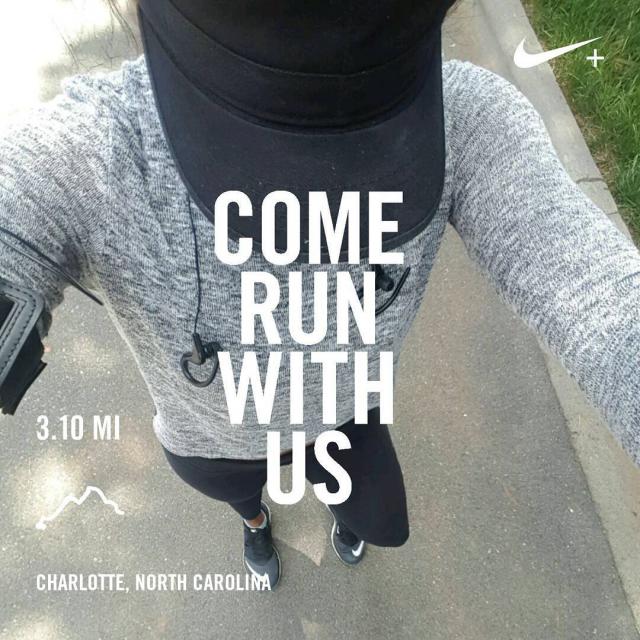 COME
RUN
WITH
US
3.10 MI
CHARLOTTE, NORTH CAROLINA